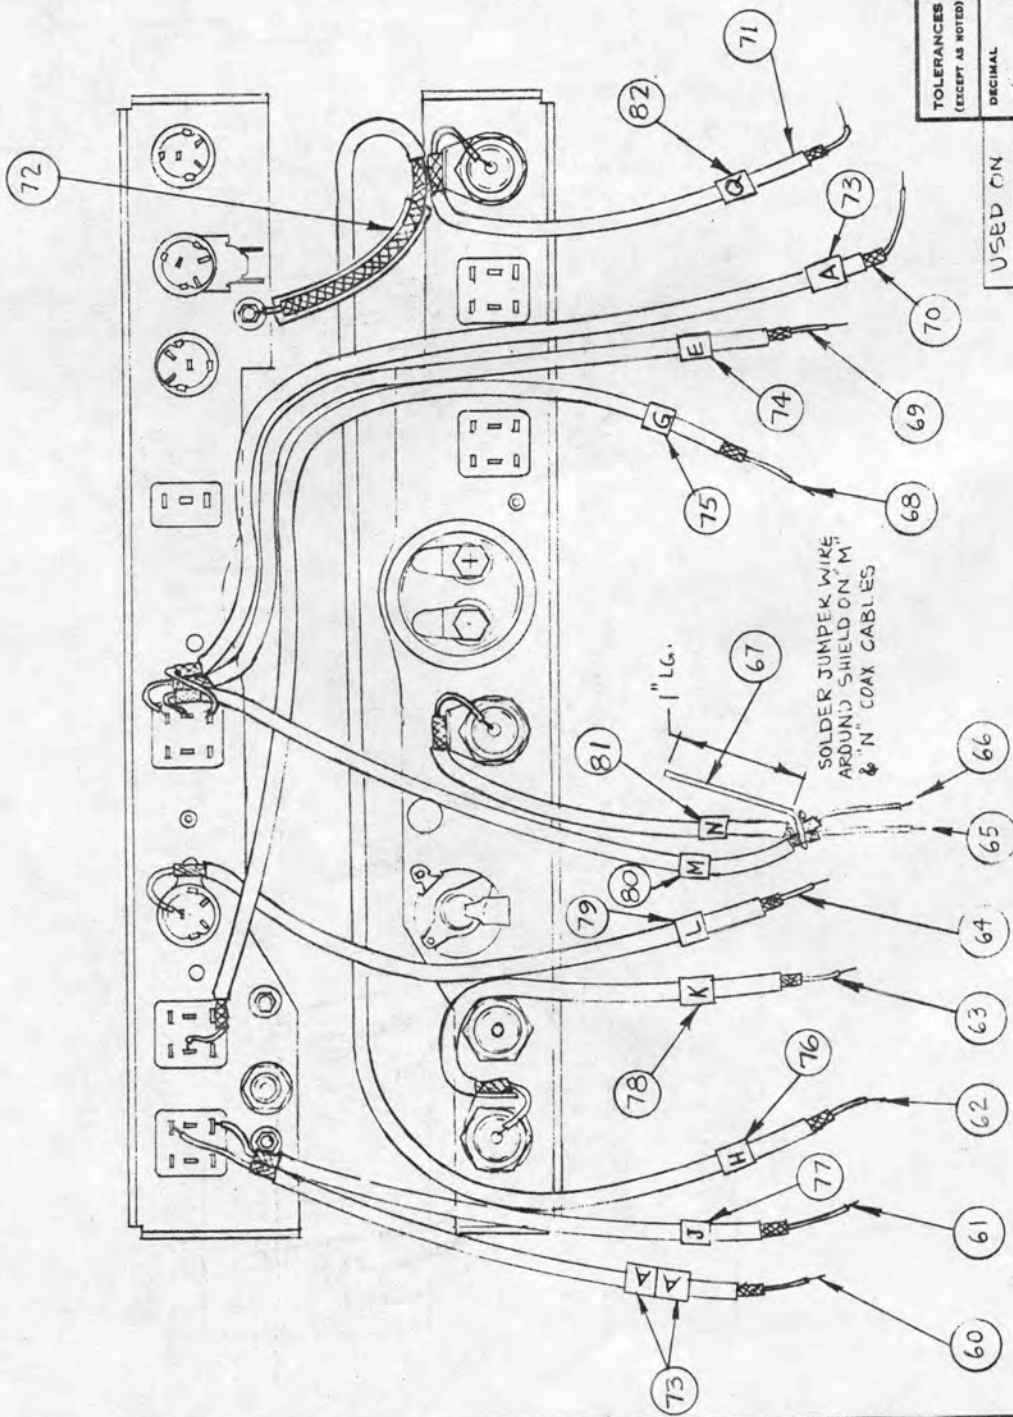 72
71
82
Q
73
A
70
69
E
74
G
75
68
TOLERANCES
(EXCEPT AS NOTED)
DECIMAL
USED ON
1" LG.
67
SOLDER JUMPER WIRE
AROUND SHIELD ON "M"
& "N" COAX CABLES
81
N
66
65
M
80
79
L
64
K
78
63
76
H
62
77
J
61
A A
73
60